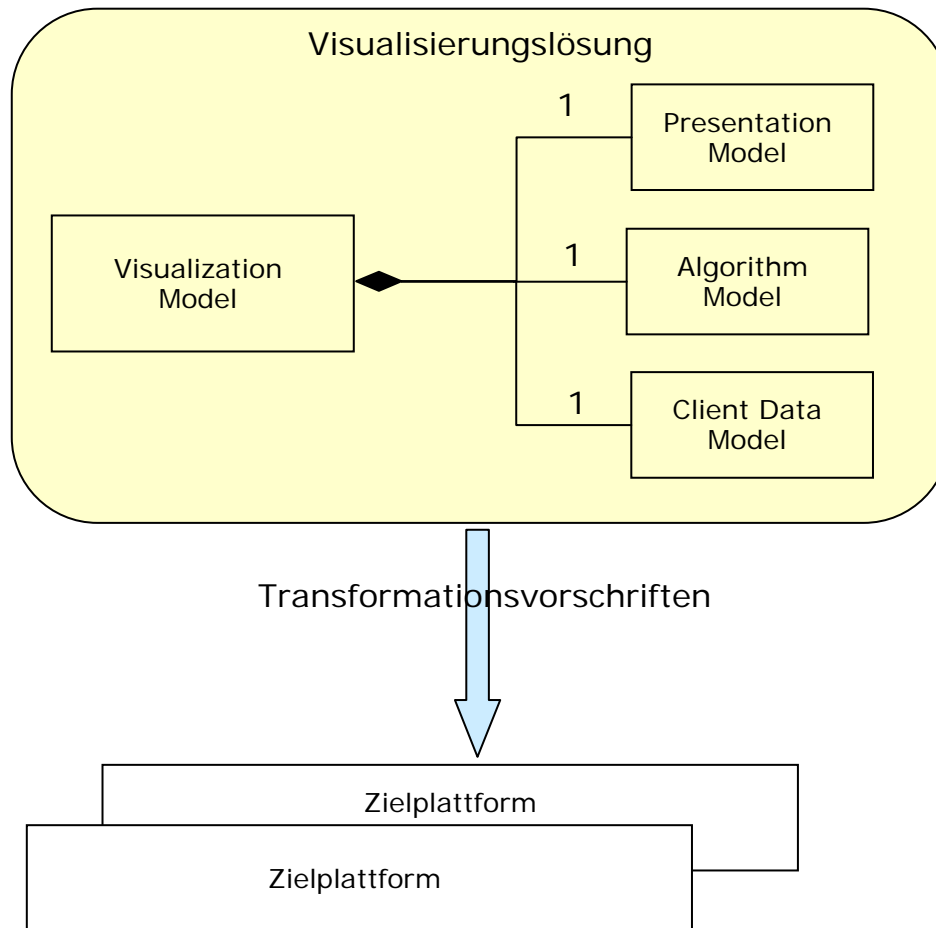 Visualisierungslösung
1
Presentation
Model
Visualization
Model
1
Algorithm
Model
1
Client Data
Model
Transformationsvorschriften
Zielplattform
Zielplattform